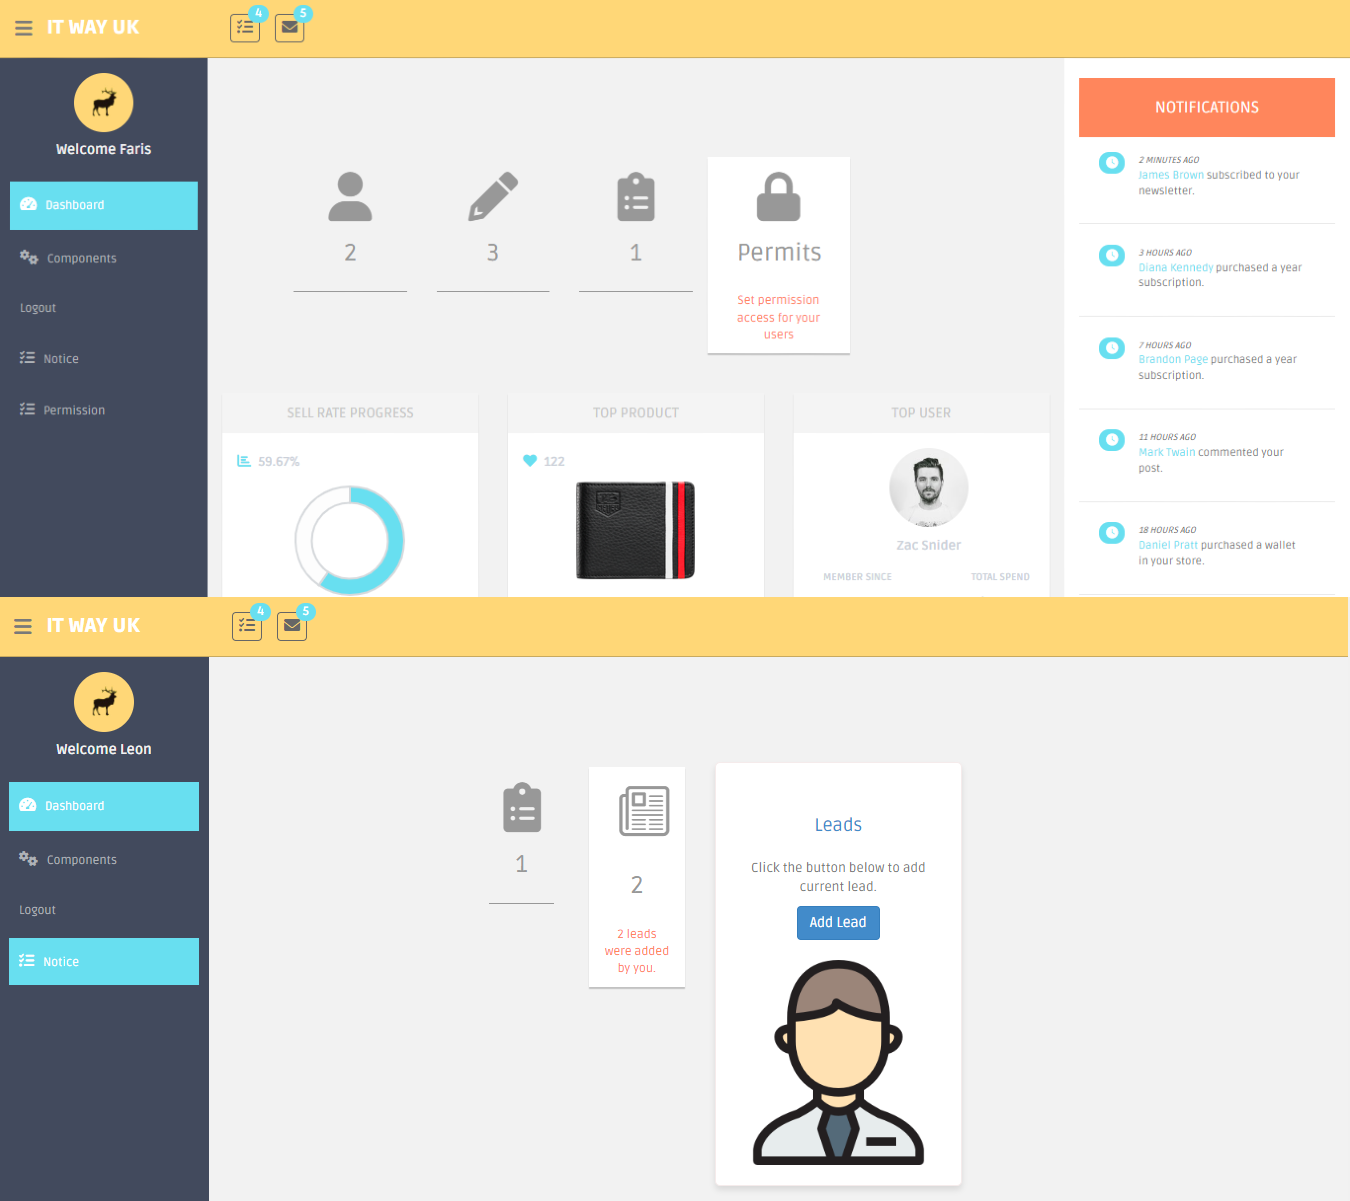 IT WAY UK
4
5
Welcome Faris
Dashboard
Components
Logout
Notice
Permission
2
3
1
Permits
Set permission
access for your
users
SELL RATE PROGRESS
59.67%
TOP PRODUCT
122
TOP USER
Zac Snider
MEMBER SINCE
TOTAL SPEND
NOTIFICATIONS
2 MINUTES AGO
James Brown subscribed to your
newsletter.
3 HOURS AGO
Diana Kennedy purchased a year
subscription.
7 HOURS AGO
Brandon Page purchased a year
subscription.
11 HOURS AGO
Mark Twain commented your
post.
18 HOURS AGO
Daniel Pratt purchased a wallet
in your store.
IT WAY UK
4
5
Welcome Leon
Dashboard
Components
Logout
Notice
1
2
2 leads
were added
by you.
Leads
Click the button below to add
current lead.
Add Lead